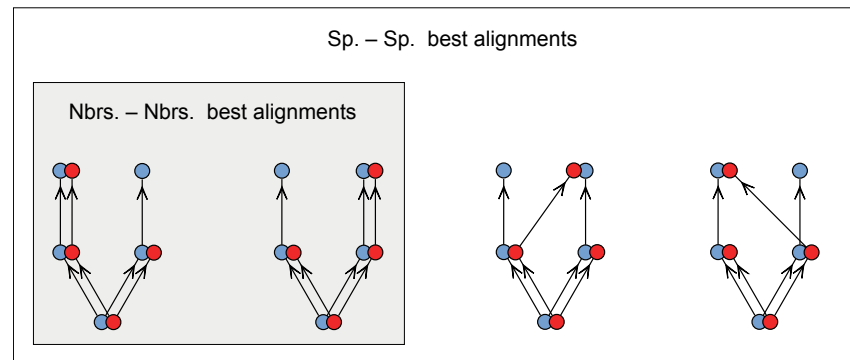 Sp. – Sp. best alignments
Nbrs. – Nbrs. best alignments